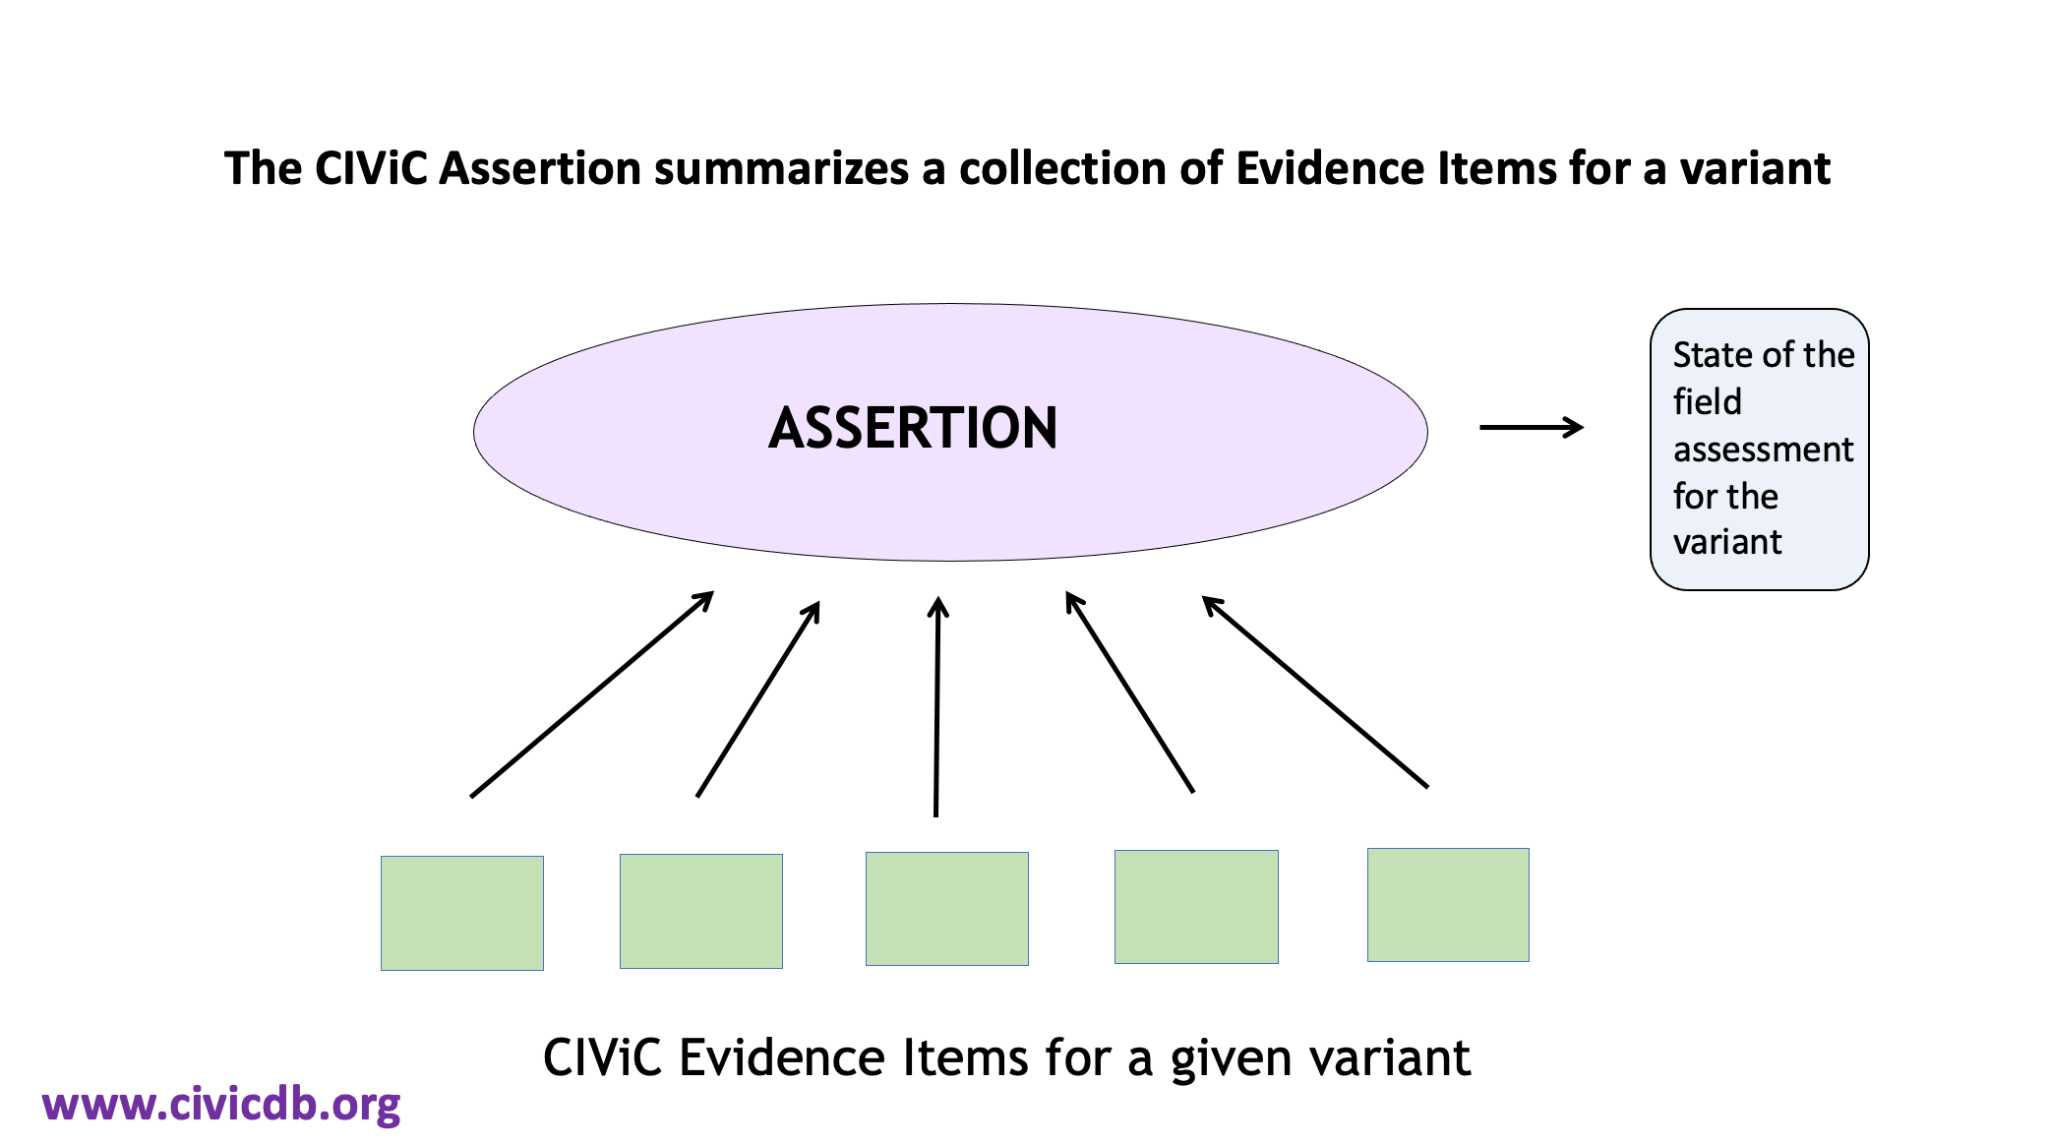 The CIViC Assertion summarizes a collection of Evidence Items for a variant
ASSERTION
State of the
field
assessment
for the
variant
CIViC Evidence Items for a given variant
www.civicdb.org